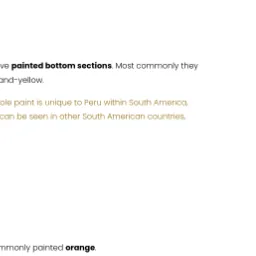 ve painted bottom sections. Most commonly they
and-yellow.
ole paint is unique to Peru within South America,
can be seen in other South American countries,
mmonly painted orange.